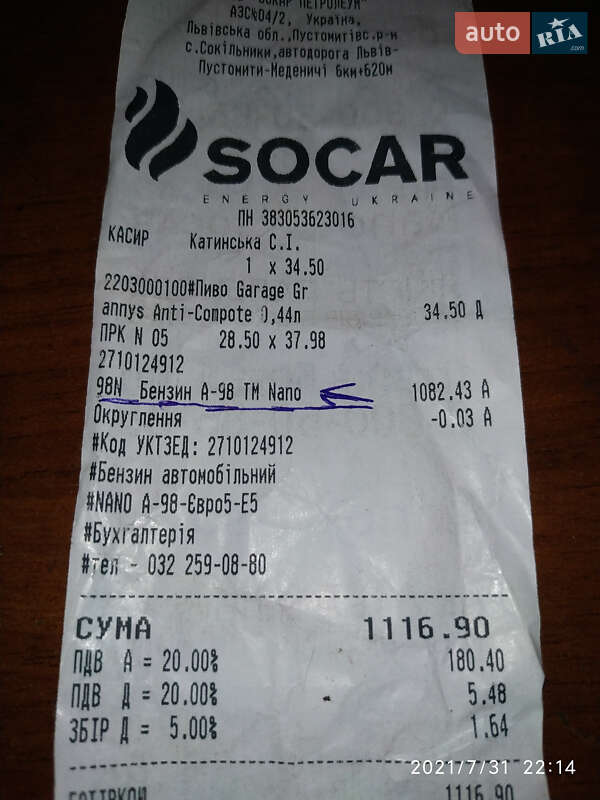 "СОКАР ПЕТРОЛЕУМ"
АЗС№04/2, Україна,
Львівська обл.,Пустомитівс.р-н
с.Сокільники,автодорога Львів-
Пустомити-Меденичі 6км+620м
auto RIA.com
SOCAR
ENERGY UKRAINE
ПН 383053623016
КАСИР Катинська С.І.
1 x 34.50
2203000100#Пиво Garage Gr
annys Anti-Compote 0,44л 34.50 Д
ПРК N 05 28.50 x 37.98
2710124912
98N Бензин А-98 ТМ Nano 1082.43 А
Округлення -0.03 А
#Код УКТЗЕД: 2710124912
#Бензин автомобільний
#NANO А-98-Євро5-Е5
#Бухгалтерія
#тел - 032 259-08-80
СУМА 1116.90
ПДВ А = 20.00% 180.40
ПДВ Д = 20.00% 5.48
ЗБІР Д = 5.00% 1.64
2021/7/31 22:14
ГОТІВКОЮ 1116.90